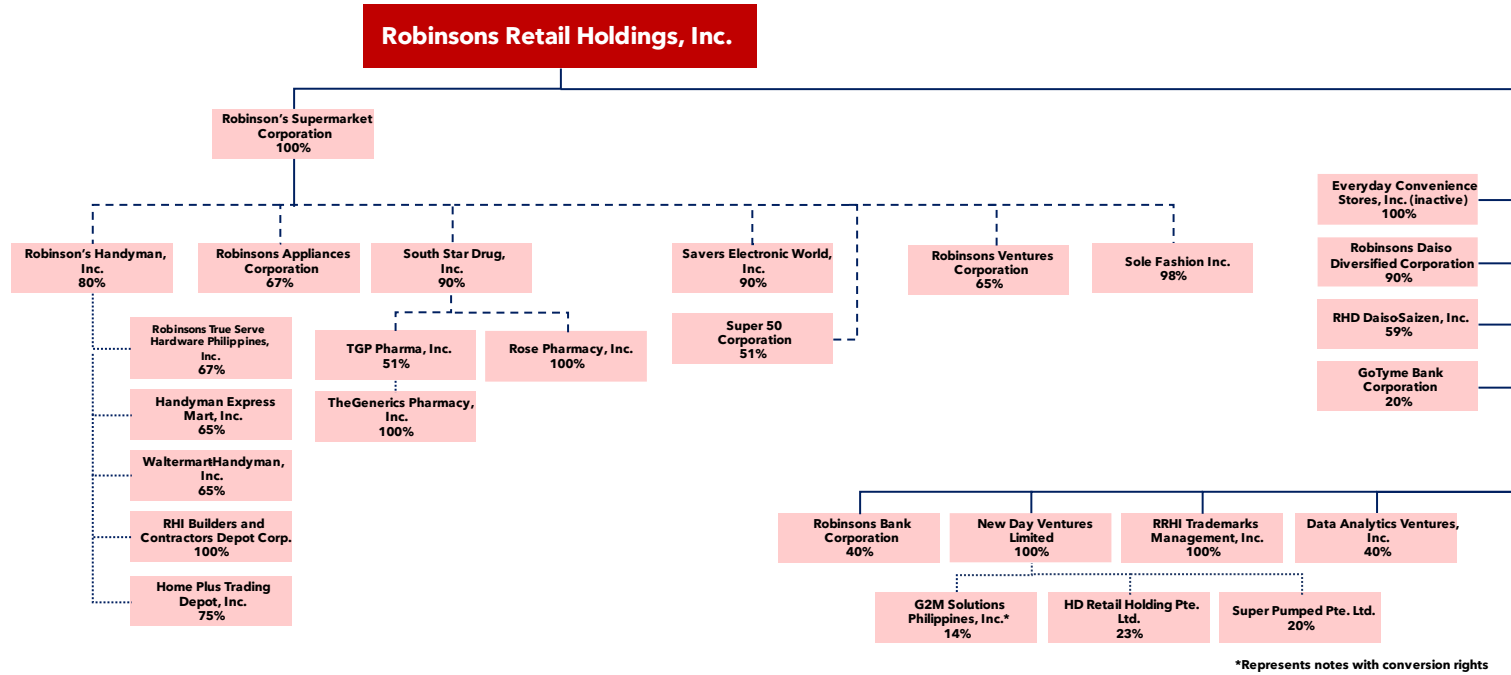 Robinsons Retail Holdings, Inc.
Robinson’s Supermarket
Corporation
100%
Everyday Convenience
Stores, Inc. (inactive)
100%
Robinsons Daiso
Diversified Corporation
90%
RHD DaisoSaizen, Inc.
59%
GoTyme Bank
Corporation
20%
Robinson’s Handyman,
Inc.
80%
Robinsons Appliances
Corporation
67%
South Star Drug,
Inc.
90%
Savers Electronic World,
Inc.
90%
Robinsons Ventures
Corporation
65%
Sole Fashion Inc.
98%
Robinsons True Serve
Hardware Philippines,
Inc.
67%
Handyman Express
Mart, Inc.
65%
WaltermartHandyman,
Inc.
65%
RHI Builders and
Contractors Depot Corp.
100%
Home Plus Trading
Depot, Inc.
75%
TGP Pharma, Inc.
51%
Rose Pharmacy, Inc.
100%
TheGenerics Pharmacy,
Inc.
100%
Super 50
Corporation
51%
Robinsons Bank
Corporation
40%
New Day Ventures
Limited
100%
RRHI Trademarks
Management, Inc.
100%
Data Analytics Ventures,
Inc.
40%
G2M Solutions
Philippines, Inc.*
14%
HD Retail Holding Pte.
Ltd.
23%
Super Pumped Pte. Ltd.
20%
*Represents notes with conversion rights